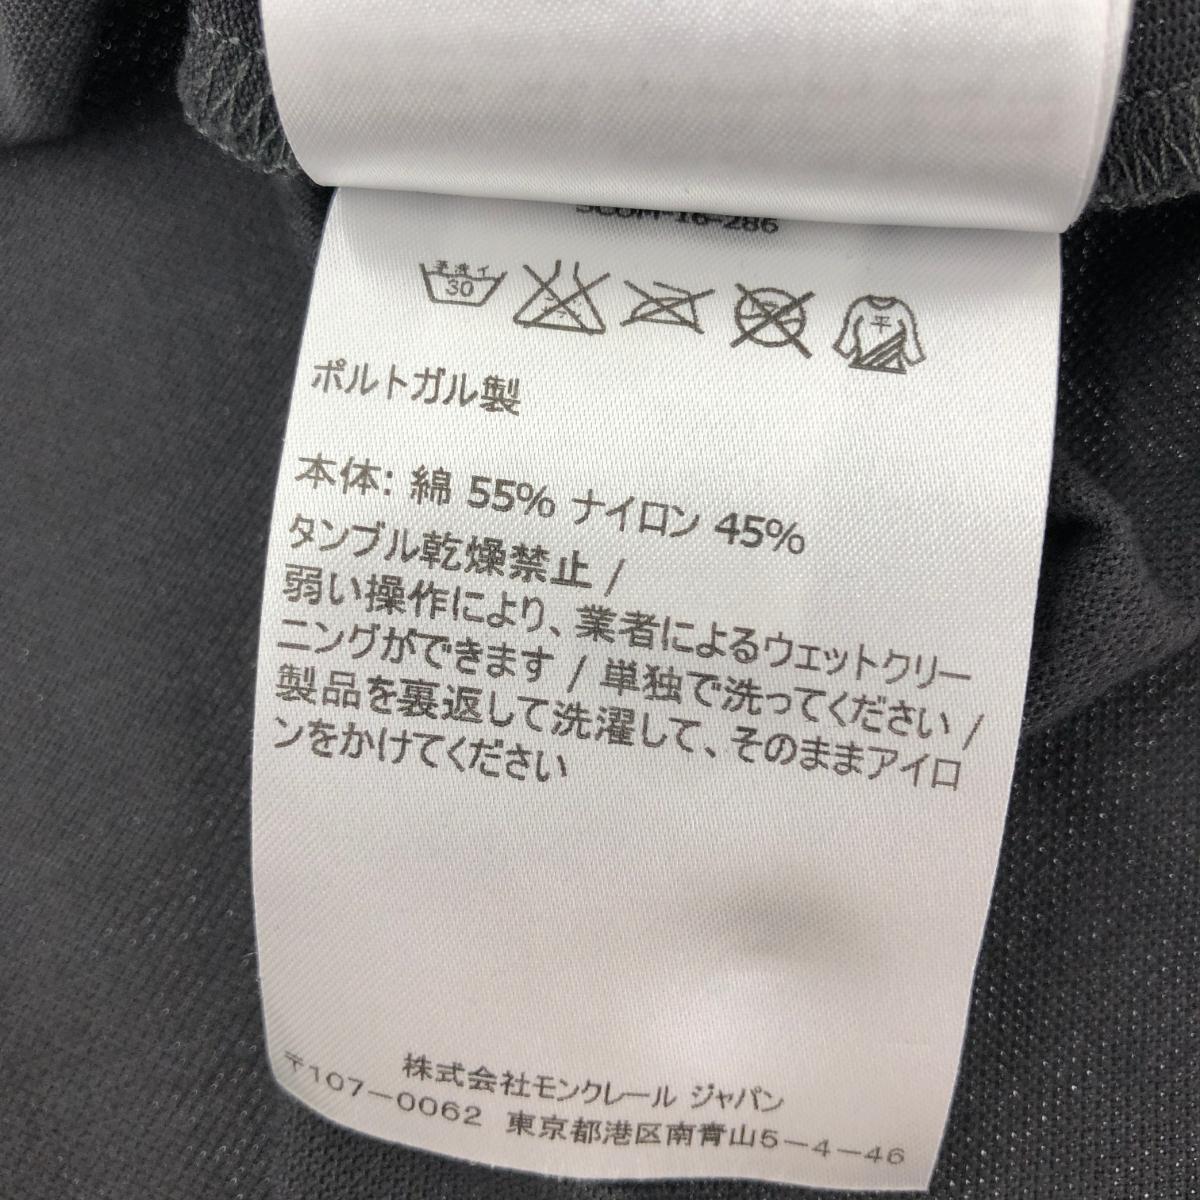 手洗イ
30
平
ポルトガル製
本体: 綿 55% ナイロン 45%
タンブル乾燥禁止 /
弱い操作により、業者によるウェットクリー
ニングができます / 単独で洗ってください /
製品を裏返して洗濯して、そのままアイロ
ンをかけてください
株式会社モンクレール ジャパン
〒107-0062 東京都港区南青山5-4-46